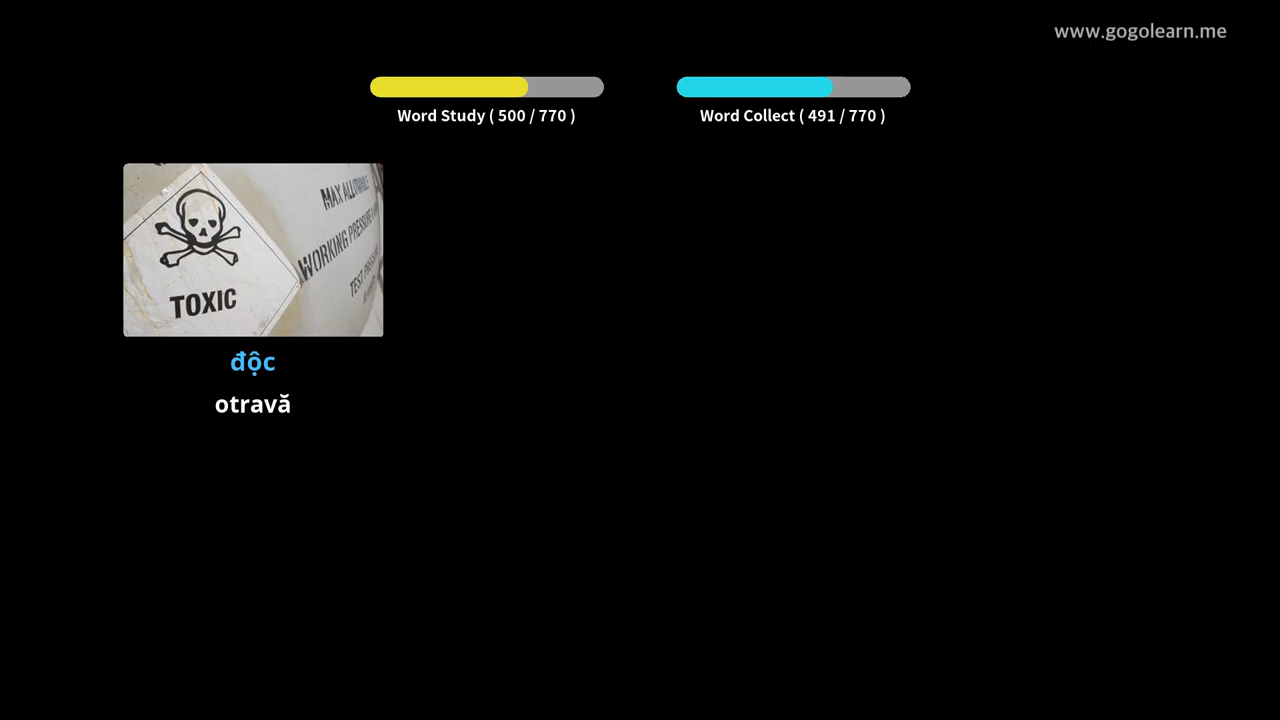 www.gogolearn.me
Word Study ( 500 / 770 )
Word Collect ( 491 / 770 )
MAX ALLOWABLE
WORKING PRESSURE
TEST
TOXIC
độc
otravă